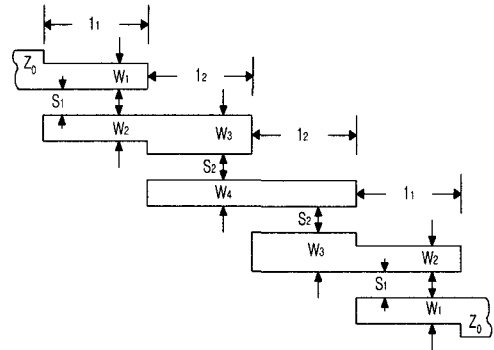 l₁
Z₀ W₁ l₂
S₁
W₂ W₃ l₂
S₂
W₄ l₁
S₂
W₃ W₂
S₁
W₁ Z₀